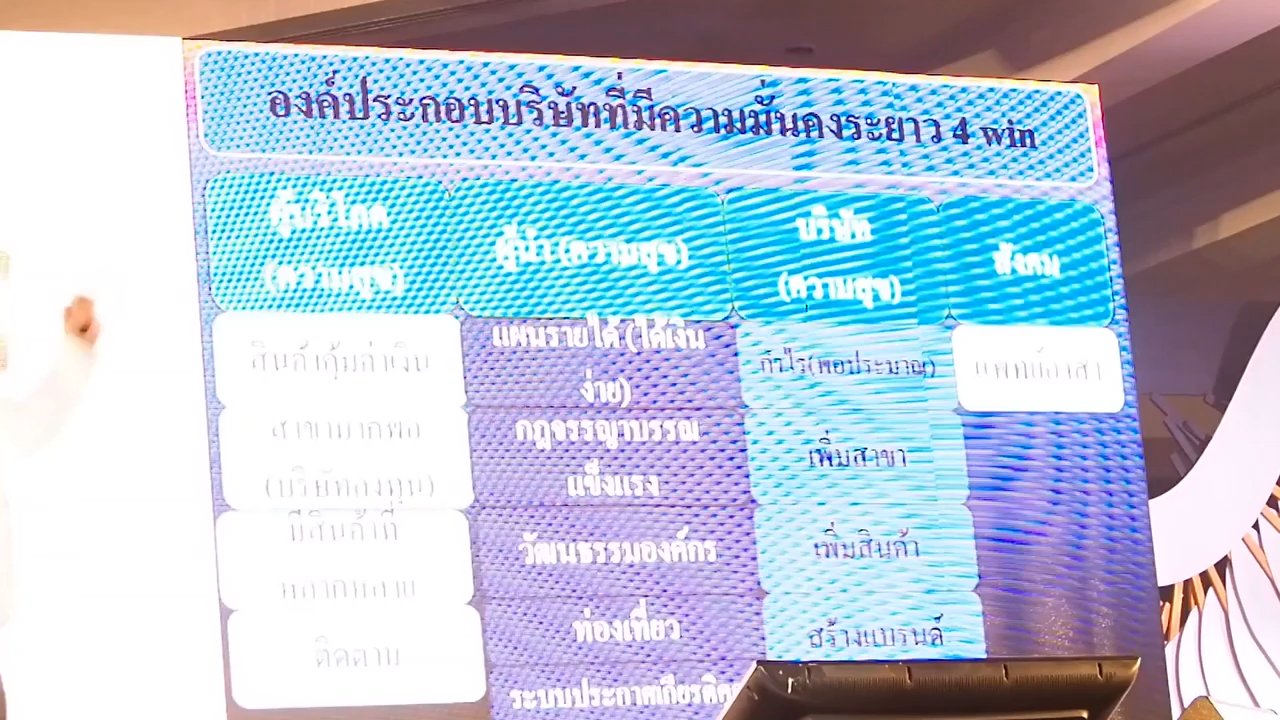 องค์ประกอบบริษัทที่มีความมั่นคงระยาว 4 win
ผู้บริโภค
(ความสุข)
ผู้นำ (ความสุข)
บริษัท
(ความสุข)
สังคม
สินค้าคุ้มค่าเงิน
แผนรายได้ (ได้เงิน
ง่าย)
กำไร(พอประมาณ)
แพทย์อาสา
สาขามากพอ
(บริษัทลงทุน)
กฎจรรญาบรรณ
แข็งแรง
เพิ่มสาขา
มีสินค้าที่
หลากหลาย
วัฒนธรรมองค์กร
เพิ่มสินค้า
ติดตาม
ท่องเที่ยว
สร้างแบรนด์
ระบบประกาศเกียรติ